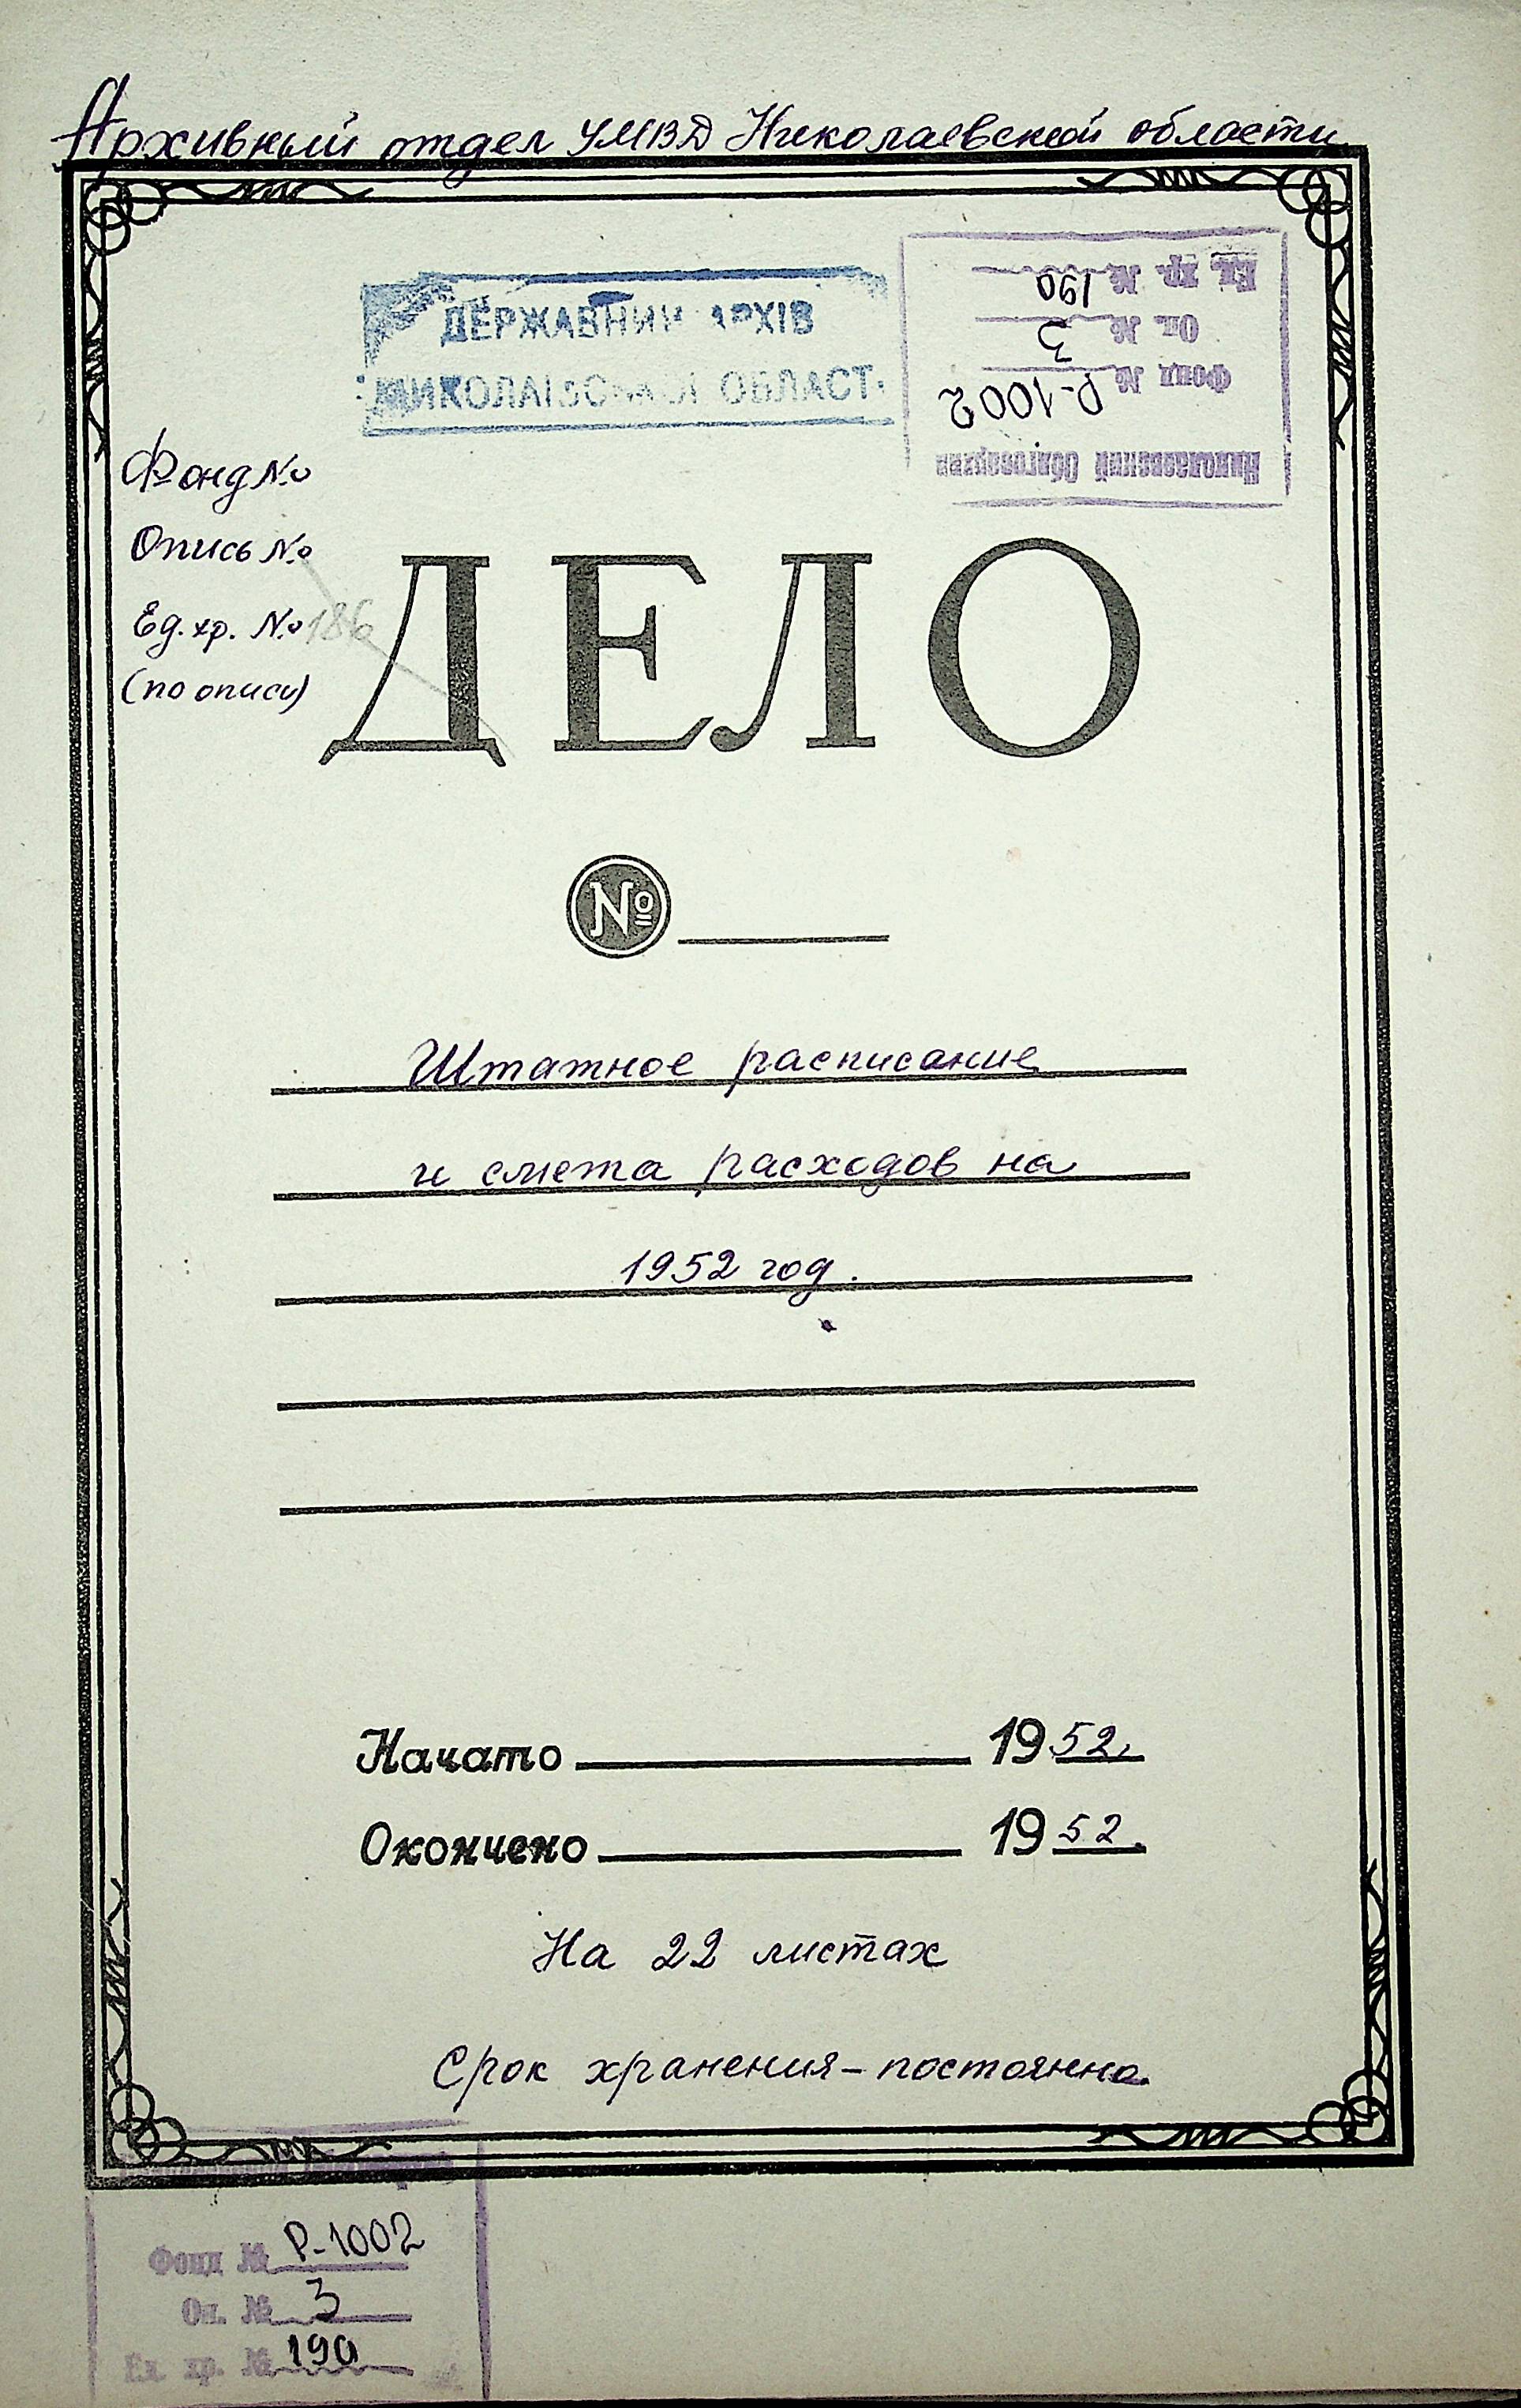 Архивный отдел УМВД Николаевской области
ДЕРЖАВНИЙ АРХІВ
МИКОЛАЇВСЬКОЇ ОБЛАСТІ
Николаевский Облгосархив
Фонд № Р-1002
Оп. № 3
Ед. хр. № 190
Фонд №
Опись №
Ед. хр. № 186
(по описи)
ДЕЛО
№
Штатное расписание
и смета расходов на
1952 год.
Начато 1952.
Окончено 1952.
На 22 листах
Срок хранения - постоянно.
Фонд № Р-1002
Оп. № 3
Ед. хр. № 190